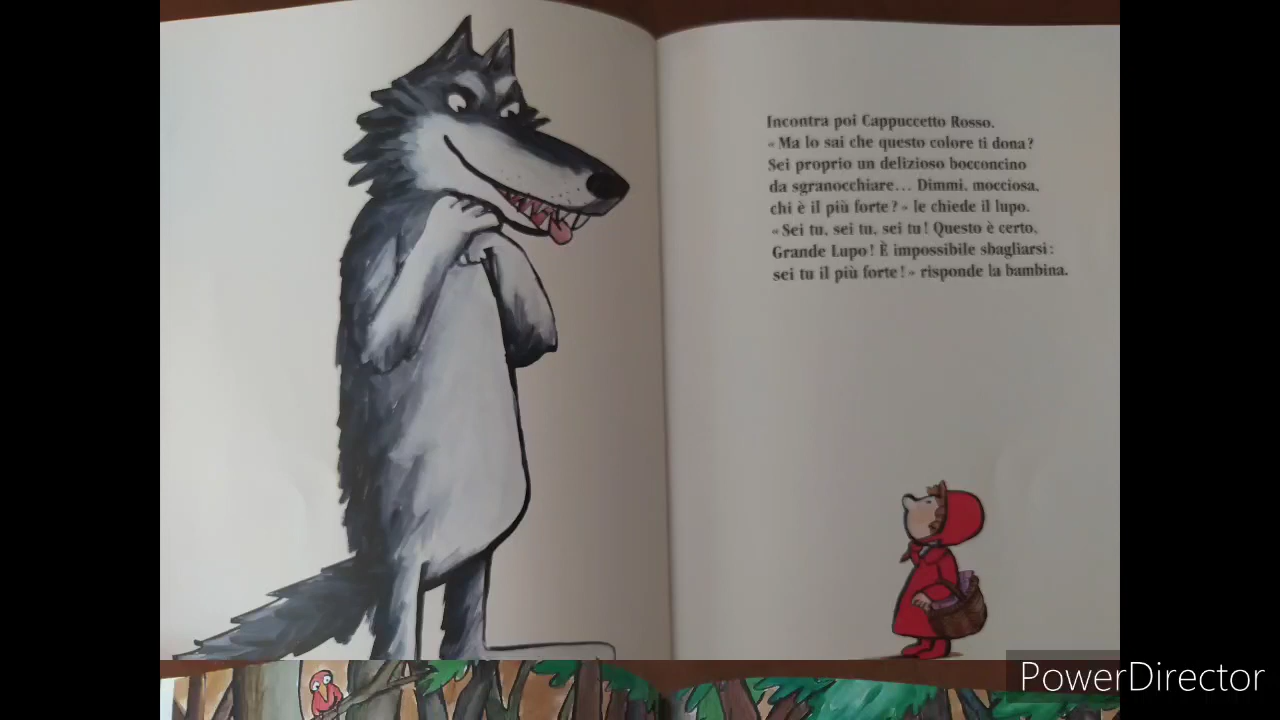 Incontra poi Cappuccetto Rosso.
« Ma lo sai che questo colore ti dona?
Sei proprio un delizioso bocconcino
da sgranocchiare... Dimmi, mocciosa,
chi è il più forte? » le chiede il lupo.
« Sei tu, sei tu, sei tu! Questo è certo,
Grande Lupo! È impossibile sbagliarsi:
sei tu il più forte! » risponde la bambina.
PowerDirector